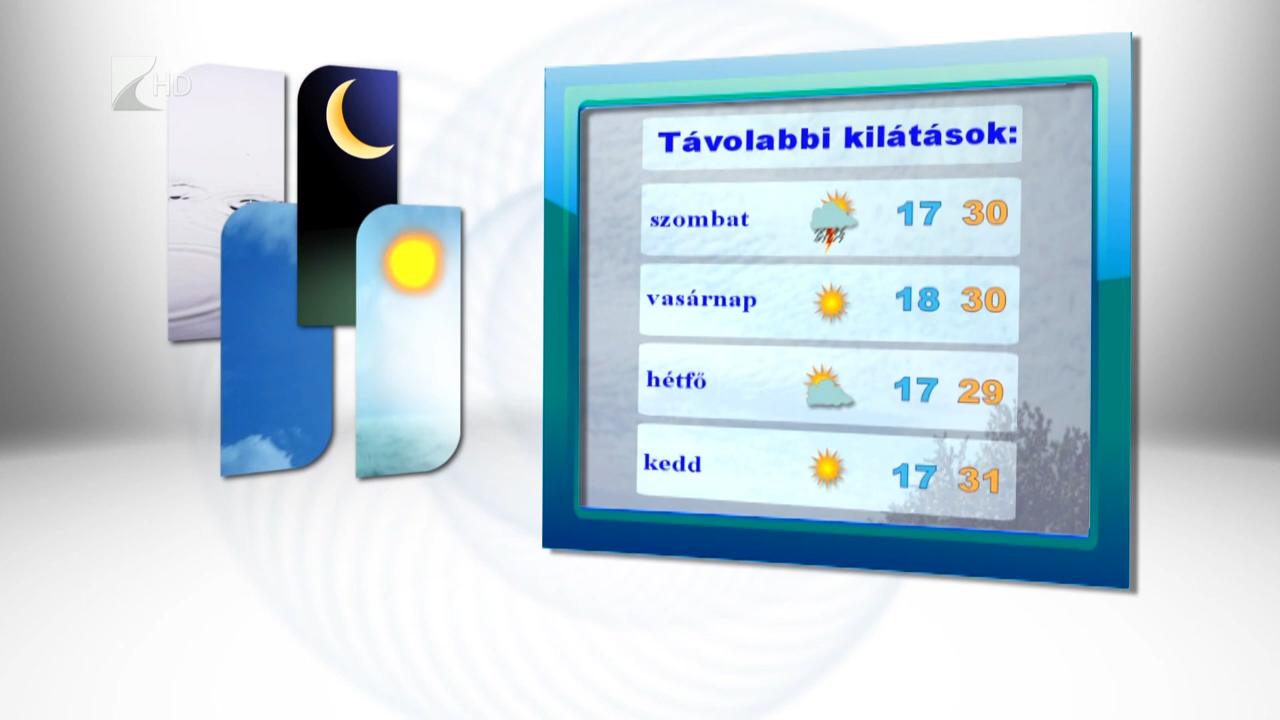 HD
Távolabbi kilátások:
szombat 17 30
vasárnap 18 30
hétfő 17 29
kedd 17 31